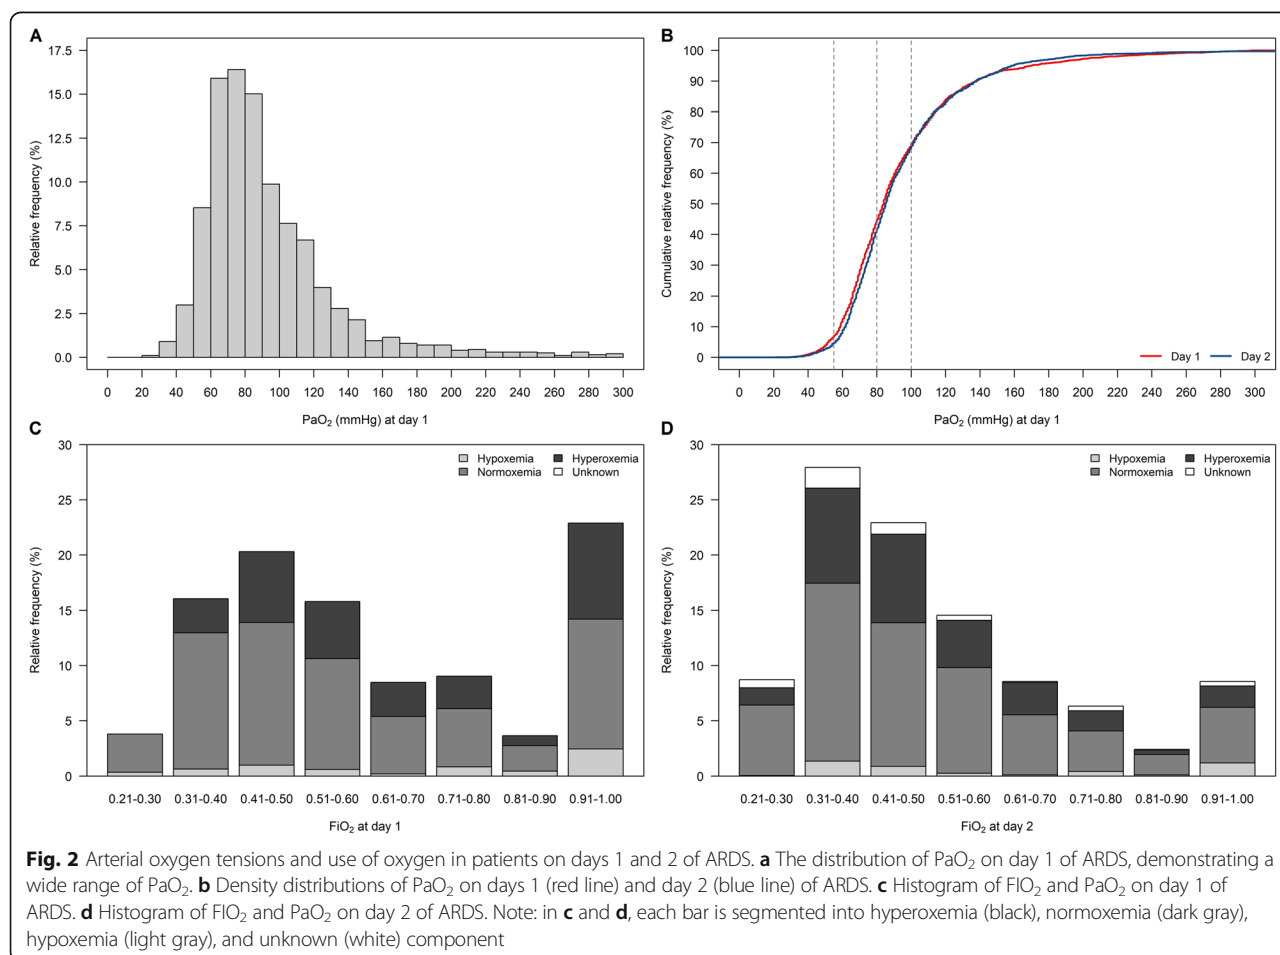 A
Relative frequency (%)
17.5
15.0
12.5
10.0
7.5
5.0
2.5
0.0
0 20 40 60 80 100 120 140 160 180 200 220 240 260 280 300
PaO₂ (mmHg) at day 1
B
Cumulative relative frequency (%)
100
90
80
70
60
50
40
30
20
10
0
Day 1 Day 2
0 20 40 60 80 100 120 140 160 180 200 220 240 260 280 300
PaO₂ (mmHg) at day 1
C
Relative frequency (%)
30
25
20
15
10
5
0
Hypoxemia Hyperoxemia
Normoxemia Unknown
0.21-0.30 0.31-0.40 0.41-0.50 0.51-0.60 0.61-0.70 0.71-0.80 0.81-0.90 0.91-1.00
FiO₂ at day 1
D
Relative frequency (%)
30
25
20
15
10
5
0
Hypoxemia Hyperoxemia
Normoxemia Unknown
0.21-0.30 0.31-0.40 0.41-0.50 0.51-0.60 0.61-0.70 0.71-0.80 0.81-0.90 0.91-1.00
FiO₂ at day 2
Fig. 2 Arterial oxygen tensions and use of oxygen in patients on days 1 and 2 of ARDS. a The distribution of PaO₂ on day 1 of ARDS, demonstrating a
wide range of PaO₂. b Density distributions of PaO₂ on days 1 (red line) and day 2 (blue line) of ARDS. c Histogram of FIO₂ and PaO₂ on day 1 of
ARDS. d Histogram of FIO₂ and PaO₂ on day 2 of ARDS. Note: in c and d, each bar is segmented into hyperoxemia (black), normoxemia (dark gray),
hypoxemia (light gray), and unknown (white) component